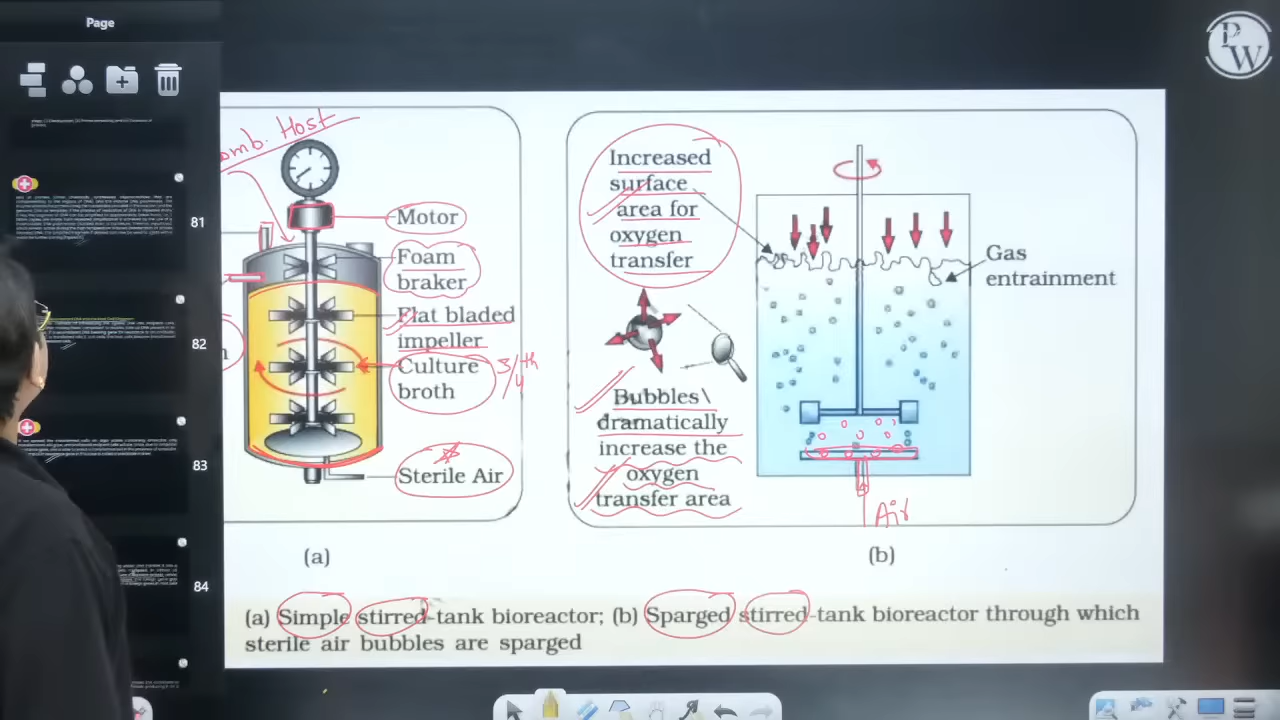 Page
P
W
81
82
83
84
Host
Motor
Foam
braker
Flat bladed
impeller
Culture
broth
3/4th
Sterile Air
(a)
Increased
surface
area for
oxygen
transfer
Bubbles\
dramatically
increase the
oxygen
transfer area
Gas
entrainment
Air
(b)
(a) Simple stirred-tank bioreactor; (b) Sparged stirred-tank bioreactor through which
sterile air bubbles are sparged